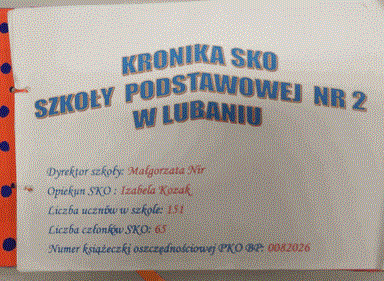 KRONIKA SKO
SZKOŁY PODSTAWOWEJ NR 2
W LUBANIU
Dyrektor szkoły: Małgorzata Nir
Opiekun SKO : Izabela Kozak
Liczba uczniów w szkole: 151
Liczba członków SKO: 65
Numer książeczki oszczędnościowej PKO BP: 0082026